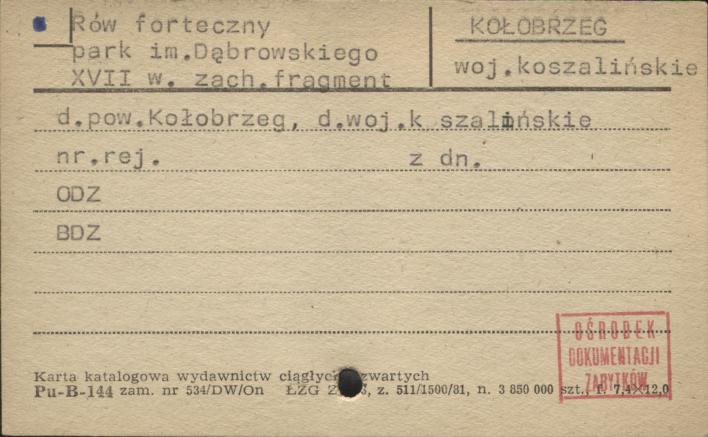 Rów forteczny
park im.Dąbrowskiego
XVII w. zach.fragment
KOŁOBRZEG
woj.koszalińskie
d.pow.Kołobrzeg, d.woj.k szalińskie
nr.rej. z dn.
ODZ
BDZ
OŚRODEK
DOKUMENTACJI
ZABYTKÓW
Karta katalogowa wydawnictw ciągłych zwartych
Pu-B-144 zam. nr 534/DW/On ŁZG z. 511/1500/81, n. 3 850 000 szt., f. 7,4×12,0